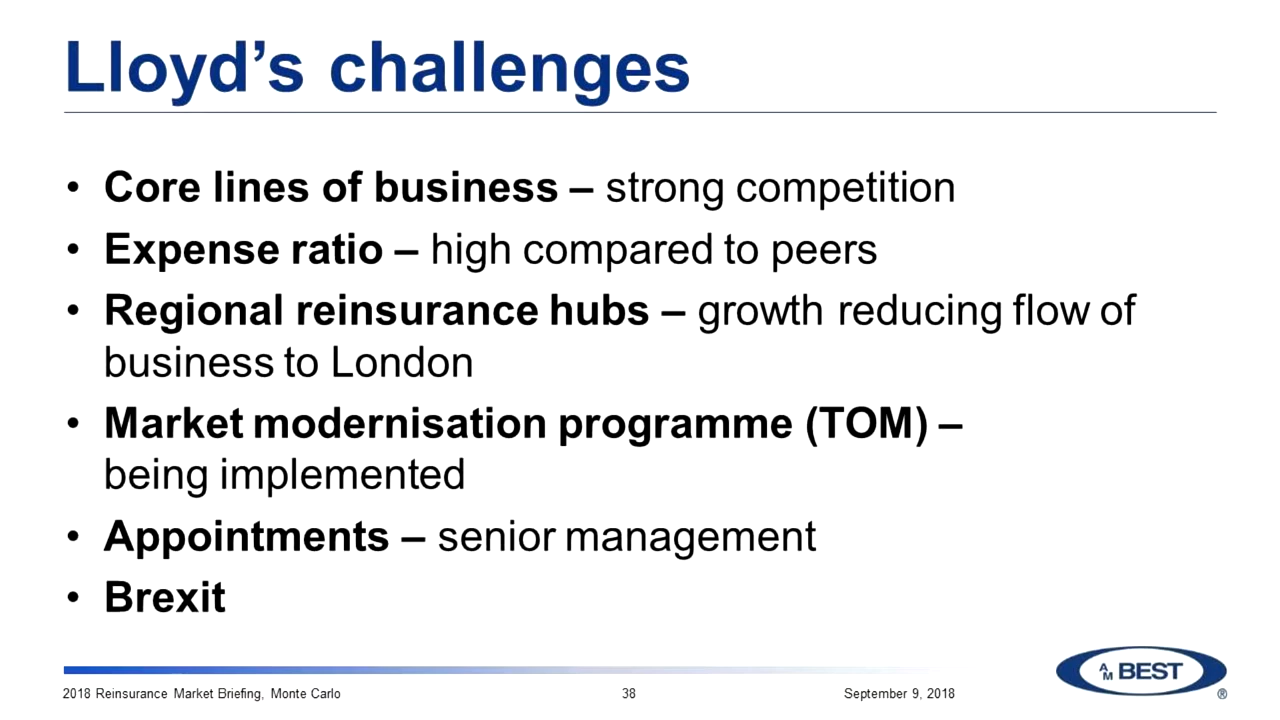 Lloyd’s challenges
• Core lines of business – strong competition
• Expense ratio – high compared to peers
• Regional reinsurance hubs – growth reducing flow of
business to London
• Market modernisation programme (TOM) –
being implemented
• Appointments – senior management
• Brexit
AM BEST ®
2018 Reinsurance Market Briefing, Monte Carlo 38 September 9, 2018